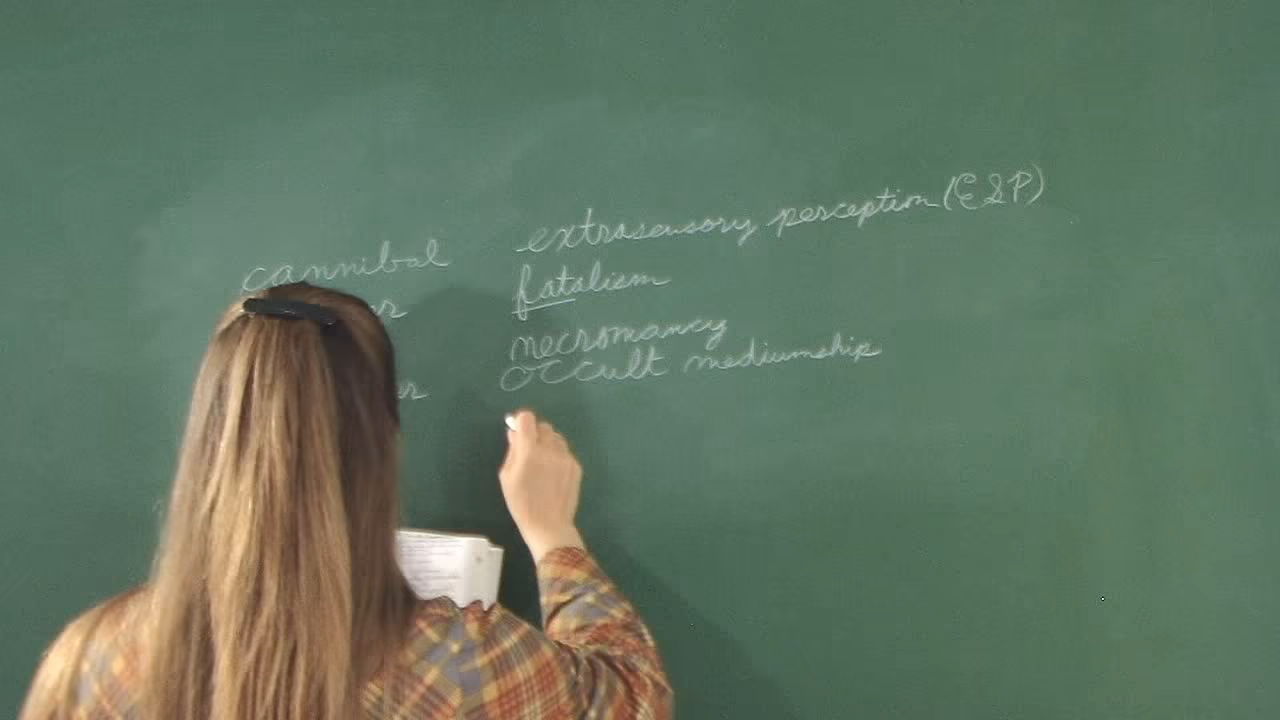 cannibal
extrasensory perception (ESP)
fatalism
necromancy
occult mediumship